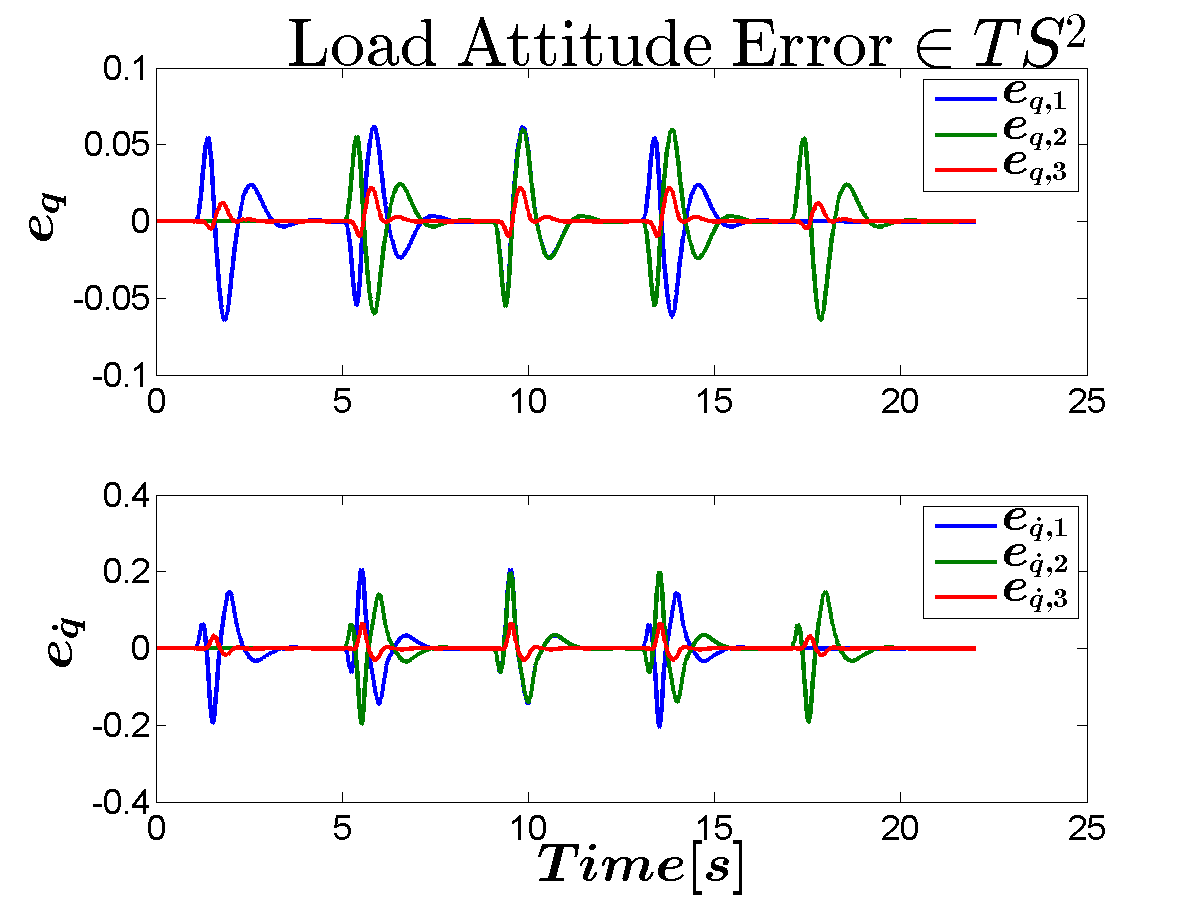 Load Attitude Error ∈ TS²
0.1
0.05
0
-0.05
-0.1
e_q
e_{q,1}
e_{q,2}
e_{q,3}
0 5 10 15 20 25
0.4
0.2
0
-0.2
-0.4
e_{q̇}
e_{q̇,1}
e_{q̇,2}
e_{q̇,3}
0 5 10 15 20 25
Time[s]